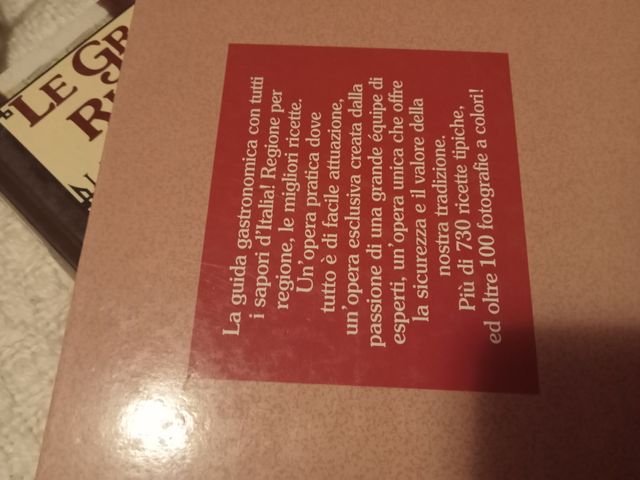 La guida gastronomica con tutti
i sapori d'Italia! Regione per
regione, le migliori ricette.
Un'opera pratica dove
tutto è di facile attuazione,
un'opera esclusiva creata dalla
passione di una grande équipe di
esperti, un'opera unica che offre
la sicurezza e il valore della
nostra tradizione.
Più di 730 ricette tipiche,
ed oltre 100 fotografie a colori!
LE GR